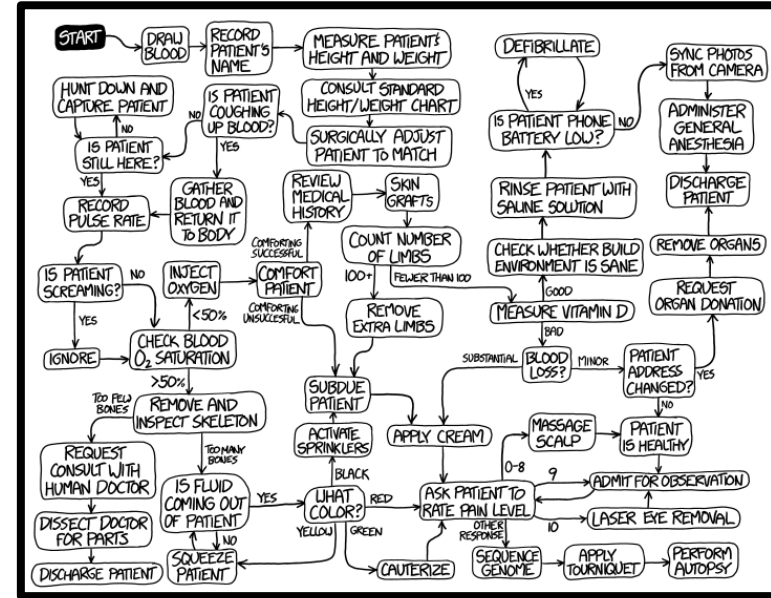 START
DRAW
BLOOD
RECORD
PATIENT'S
NAME
MEASURE PATIENT'S
HEIGHT AND WEIGHT
CONSULT STANDARD
HEIGHT/WEIGHT CHART
SURGICALLY ADJUST
PATIENT TO MATCH
IS PATIENT
COUGHING
UP BLOOD?
NO
YES
HUNT DOWN AND
CAPTURE PATIENT
NO
IS PATIENT
STILL HERE?
YES
GATHER
BLOOD AND
RETURN IT
TO BODY
RECORD
PULSE RATE
IS PATIENT
SCREAMING?
NO
YES
IGNORE
CHECK BLOOD
O2 SATURATION
<50%
INJECT
OXYGEN
COMFORT
PATIENT
COMFORTING
SUCCESSFUL
COMFORTING
UNSUCCESFUL
REVIEW
MEDICAL
HISTORY
SKIN
GRAFTS
COUNT NUMBER
OF LIMBS
100+
FEWER THAN 100
REMOVE
EXTRA LIMBS
SUBDUE
PATIENT
>50%
REMOVE AND
INSPECT SKELETON
TOO FEW
BONES
TOO MANY
BONES
REQUEST
CONSULT WITH
HUMAN DOCTOR
DISSECT DOCTOR
FOR PARTS
DISCHARGE PATIENT
IS FLUID
COMING OUT
OF PATIENT
YES
NO
SQUEEZE
PATIENT
WHAT
COLOR?
BLACK
RED
YELLOW
GREEN
ACTIVATE
SPRINKLERS
CAUTERIZE
APPLY CREAM
MEASURE VITAMIN D
GOOD
BAD
CHECK WHETHER BUILD
ENVIRONMENT IS SANE
RINSE PATIENT WITH
SALINE SOLUTION
IS PATIENT PHONE
BATTERY LOW?
YES
NO
DEFIBRILLATE
SYNC PHOTOS
FROM CAMERA
ADMINISTER
GENERAL
ANESTHESIA
DISCHARGE
PATIENT
REMOVE ORGANS
REQUEST
ORGAN DONATION
BLOOD
LOSS?
SUBSTANTIAL
MINOR
PATIENT
ADDRESS
CHANGED?
YES
NO
PATIENT
IS HEALTHY
MASSAGE
SCALP
ASK PATIENT TO
RATE PAIN LEVEL
0-8
9
10
OTHER
RESPONSE
ADMIT FOR OBSERVATION
LASER EYE REMOVAL
SEQUENCE
GENOME
APPLY
TOURNIQUET
PERFORM
AUTOPSY